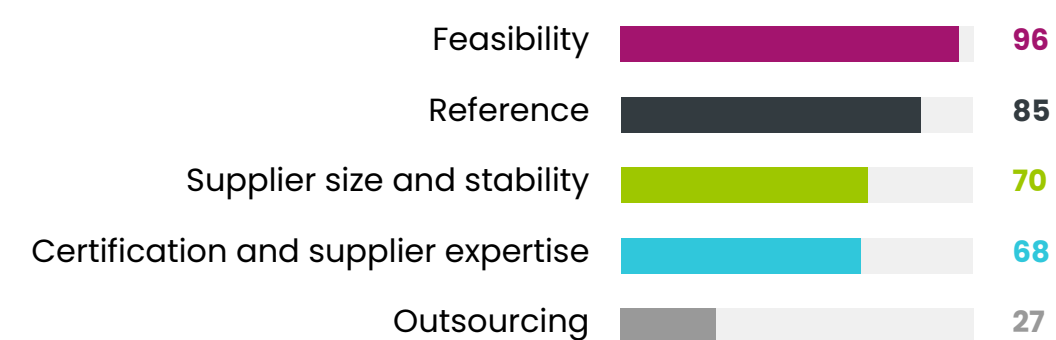 Feasibility 96
Reference 85
Supplier size and stability 70
Certification and supplier expertise 68
Outsourcing 27